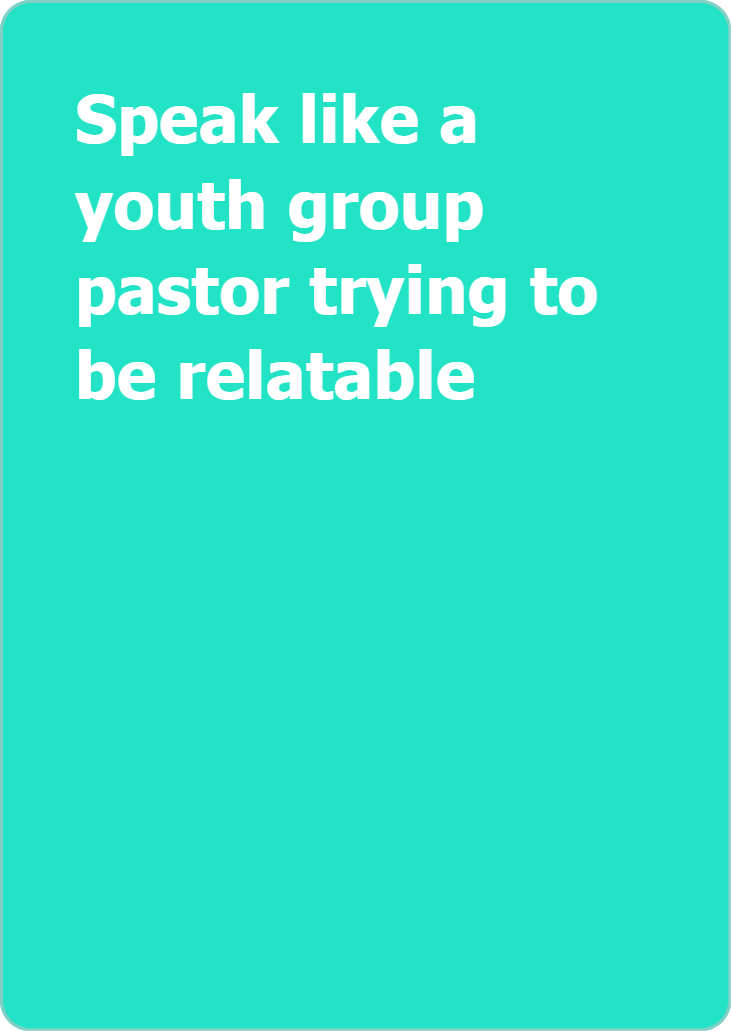 Speak like a
youth group
pastor trying to
be relatable